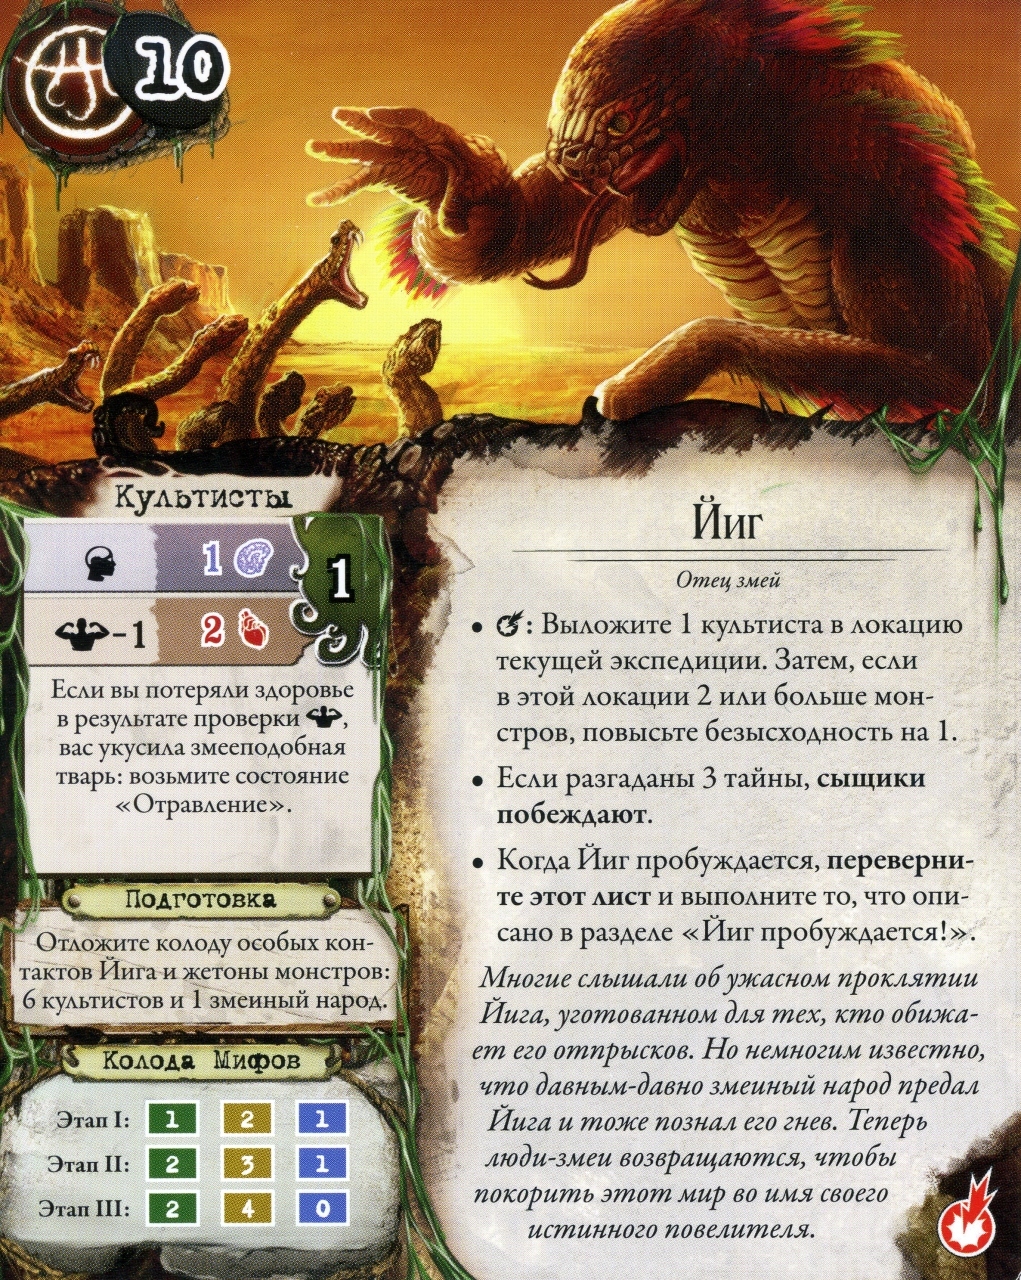 10
Культисты
1
1
-1
2
Если вы потеряли здоровье
в результате проверки ,
вас укусила змееподобная
тварь: возьмите состояние
«Отравление».
Подготовка
Отложите колоду особых кон-
тактов Йига и жетоны монстров:
6 культистов и 1 змеиный народ.
Колода Мифов
Этап I: 1 2 1
Этап II: 2 3 1
Этап III: 2 4 0
Йиг
Отец змей
• : Выложите 1 культиста в локацию
текущей экспедиции. Затем, если
в этой локации 2 или больше мон-
стров, повысьте безысходность на 1.
• Если разгаданы 3 тайны, сыщики
побеждают.
• Когда Йиг пробуждается, переверни-
те этот лист и выполните то, что опи-
сано в разделе «Йиг пробуждается!».
Многие слышали об ужасном проклятии
Йига, уготованном для тех, кто обижа-
ет его отпрысков. Но немногим известно,
что давным-давно змеиный народ предал
Йига и тоже познал его гнев. Теперь
люди-змеи возвращаются, чтобы
покорить этот мир во имя своего
истинного повелителя.